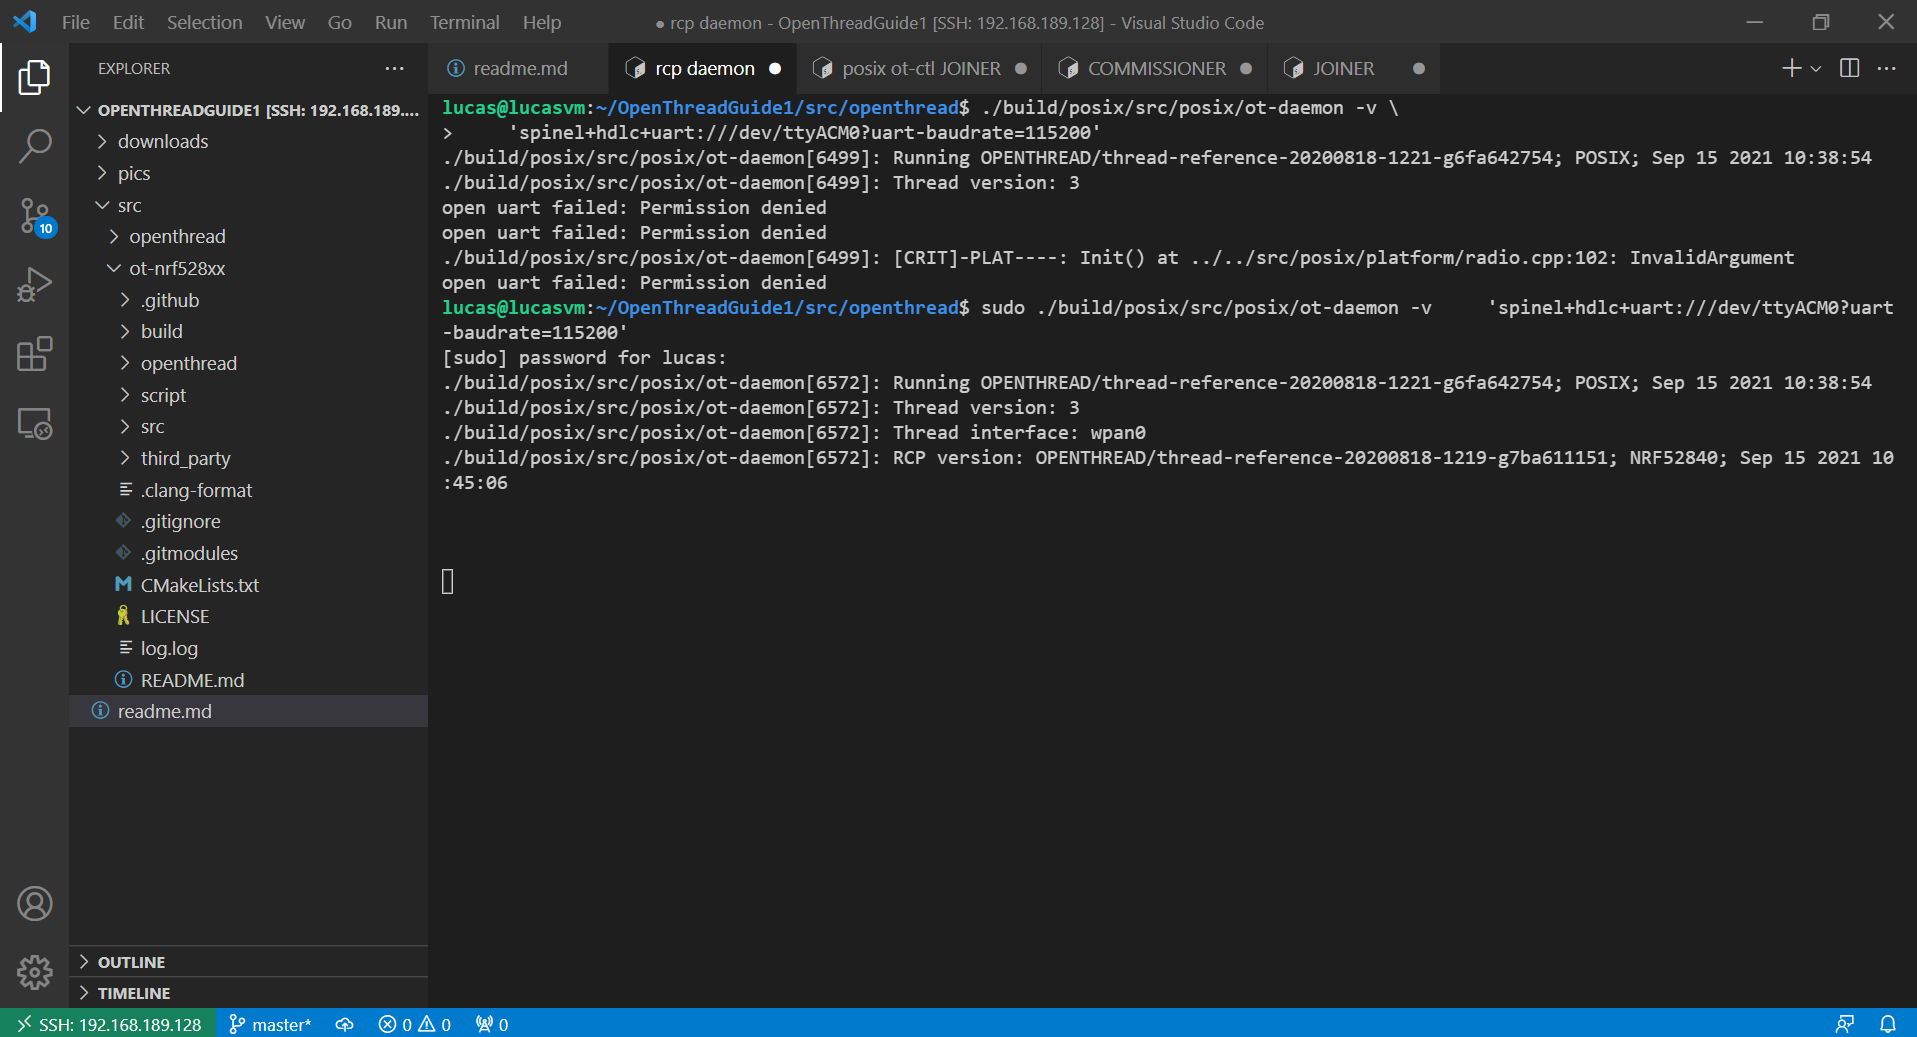 File Edit Selection View Go Run Terminal Help
● rcp daemon - OpenThreadGuide1 [SSH: 192.168.189.128] - Visual Studio Code
EXPLORER
readme.md
rcp daemon
posix ot-ctl JOINER
COMMISSIONER
JOINER
OPENTHREADGUIDE1 [SSH: 192.168.189....
downloads
pics
src
openthread
ot-nrf528xx
.github
build
openthread
script
src
third_party
.clang-format
.gitignore
.gitmodules
CMakeLists.txt
LICENSE
log.log
README.md
readme.md
OUTLINE
TIMELINE
10
lucas@lucasvm:~/OpenThreadGuide1/src/openthread$ ./build/posix/src/posix/ot-daemon -v \
>     'spinel+hdlc+uart:///dev/ttyACM0?uart-baudrate=115200'
./build/posix/src/posix/ot-daemon[6499]: Running OPENTHREAD/thread-reference-20200818-1221-g6fa642754; POSIX; Sep 15 2021 10:38:54
./build/posix/src/posix/ot-daemon[6499]: Thread version: 3
open uart failed: Permission denied
open uart failed: Permission denied
./build/posix/src/posix/ot-daemon[6499]: [CRIT]-PLAT----: Init() at ../../src/posix/platform/radio.cpp:102: InvalidArgument
open uart failed: Permission denied
lucas@lucasvm:~/OpenThreadGuide1/src/openthread$ sudo ./build/posix/src/posix/ot-daemon -v     'spinel+hdlc+uart:///dev/ttyACM0?uart
-baudrate=115200'
[sudo] password for lucas:
./build/posix/src/posix/ot-daemon[6572]: Running OPENTHREAD/thread-reference-20200818-1221-g6fa642754; POSIX; Sep 15 2021 10:38:54
./build/posix/src/posix/ot-daemon[6572]: Thread version: 3
./build/posix/src/posix/ot-daemon[6572]: Thread interface: wpan0
./build/posix/src/posix/ot-daemon[6572]: RCP version: OPENTHREAD/thread-reference-20200818-1219-g7ba611151; NRF52840; Sep 15 2021 10
:45:06
SSH: 192.168.189.128 master* 0 0 0